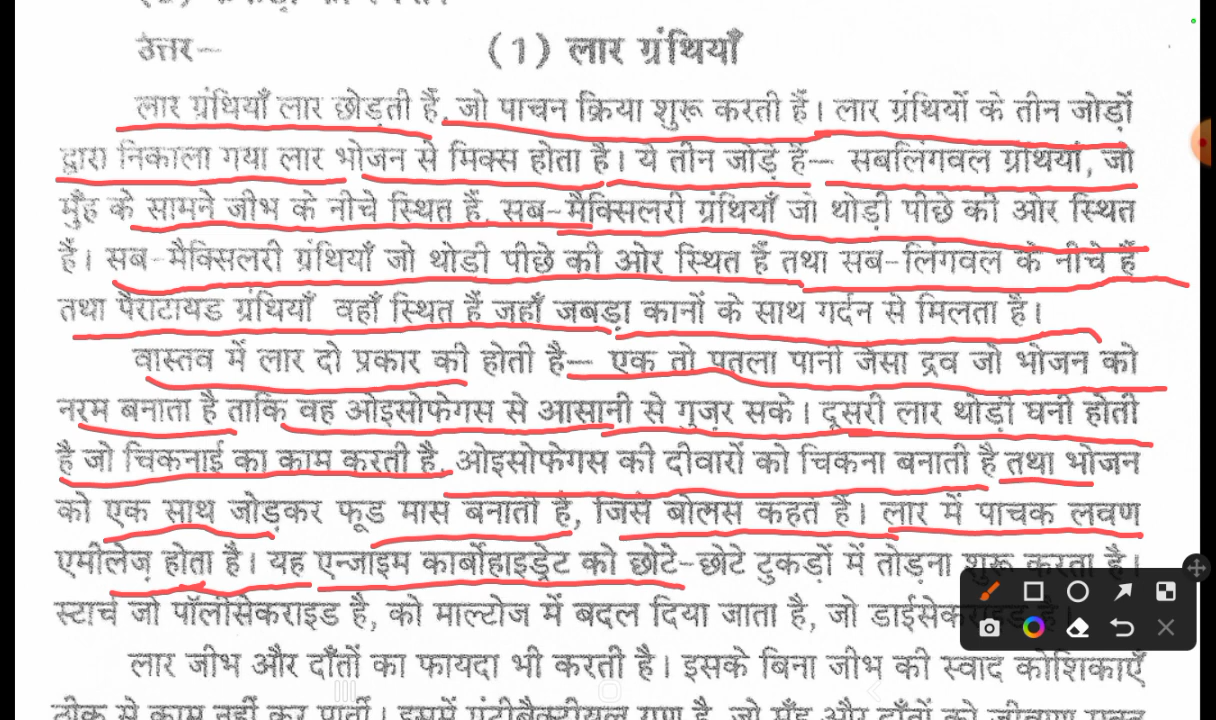 उत्तर—
(1) लार ग्रंथियाँ
लार ग्रंथियाँ लार छोड़ती हैं, जो पाचन क्रिया शुरू करती हैं। लार ग्रंथियों के तीन जोड़ों
द्वारा निकाला गया लार भोजन से मिक्स होता है। ये तीन जोड़े हैं— सबलिंगवल ग्रंथियां, जो
मुँह के सामने जीभ के नीचे स्थित हैं, सब-मैक्सिलरी ग्रंथियाँ जो थोड़ी पीछे की ओर स्थित
हैं। सब-मैक्सिलरी ग्रंथियाँ जो थोडी पीछे की ओर स्थित हैं तथा सब-लिंगवल के नीचे हैं
तथा पैराटायड ग्रंथियाँ वहाँ स्थित हैं जहाँ जबड़ा कानों के साथ गर्दन से मिलता है।
वास्तव में लार दो प्रकार की होती है— एक तो पतला पानी जैसा द्रव जो भोजन को
नरम बनाता है ताकि वह ओइसोफेगस से आसानी से गुजर सके। दूसरी लार थोड़ी घनी होती
है जो चिकनाई का काम करती है, ओइसोफेगस की दीवारों को चिकना बनाती है तथा भोजन
को एक साथ जोड़कर फूड मास बनाती है, जिसे बोलस कहते हैं। लार में पाचक लवण
एमीलेज़ होता है। यह एन्जाइम कार्बोहाइड्रेट को छोटे-छोटे टुकड़ों में तोड़ना शुरू करता है।
स्टार्च जो पॉलीसेकराइड है, को माल्टोज में बदल दिया जाता है, जो डाईसेकराइड है।
लार जीभ और दाँतों का फायदा भी करती है। इसके बिना जीभ की स्वाद कोशिकाएँ